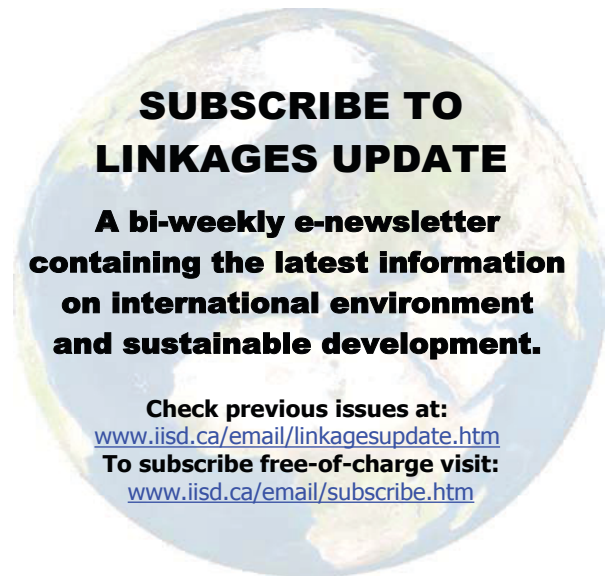 SUBSCRIBE TO
LINKAGES UPDATE
A bi-weekly e-newsletter
containing the latest information
on international environment
and sustainable development.
Check previous issues at:
www.iisd.ca/email/linkagesupdate.htm
To subscribe free-of-charge visit:
www.iisd.ca/email/subscribe.htm